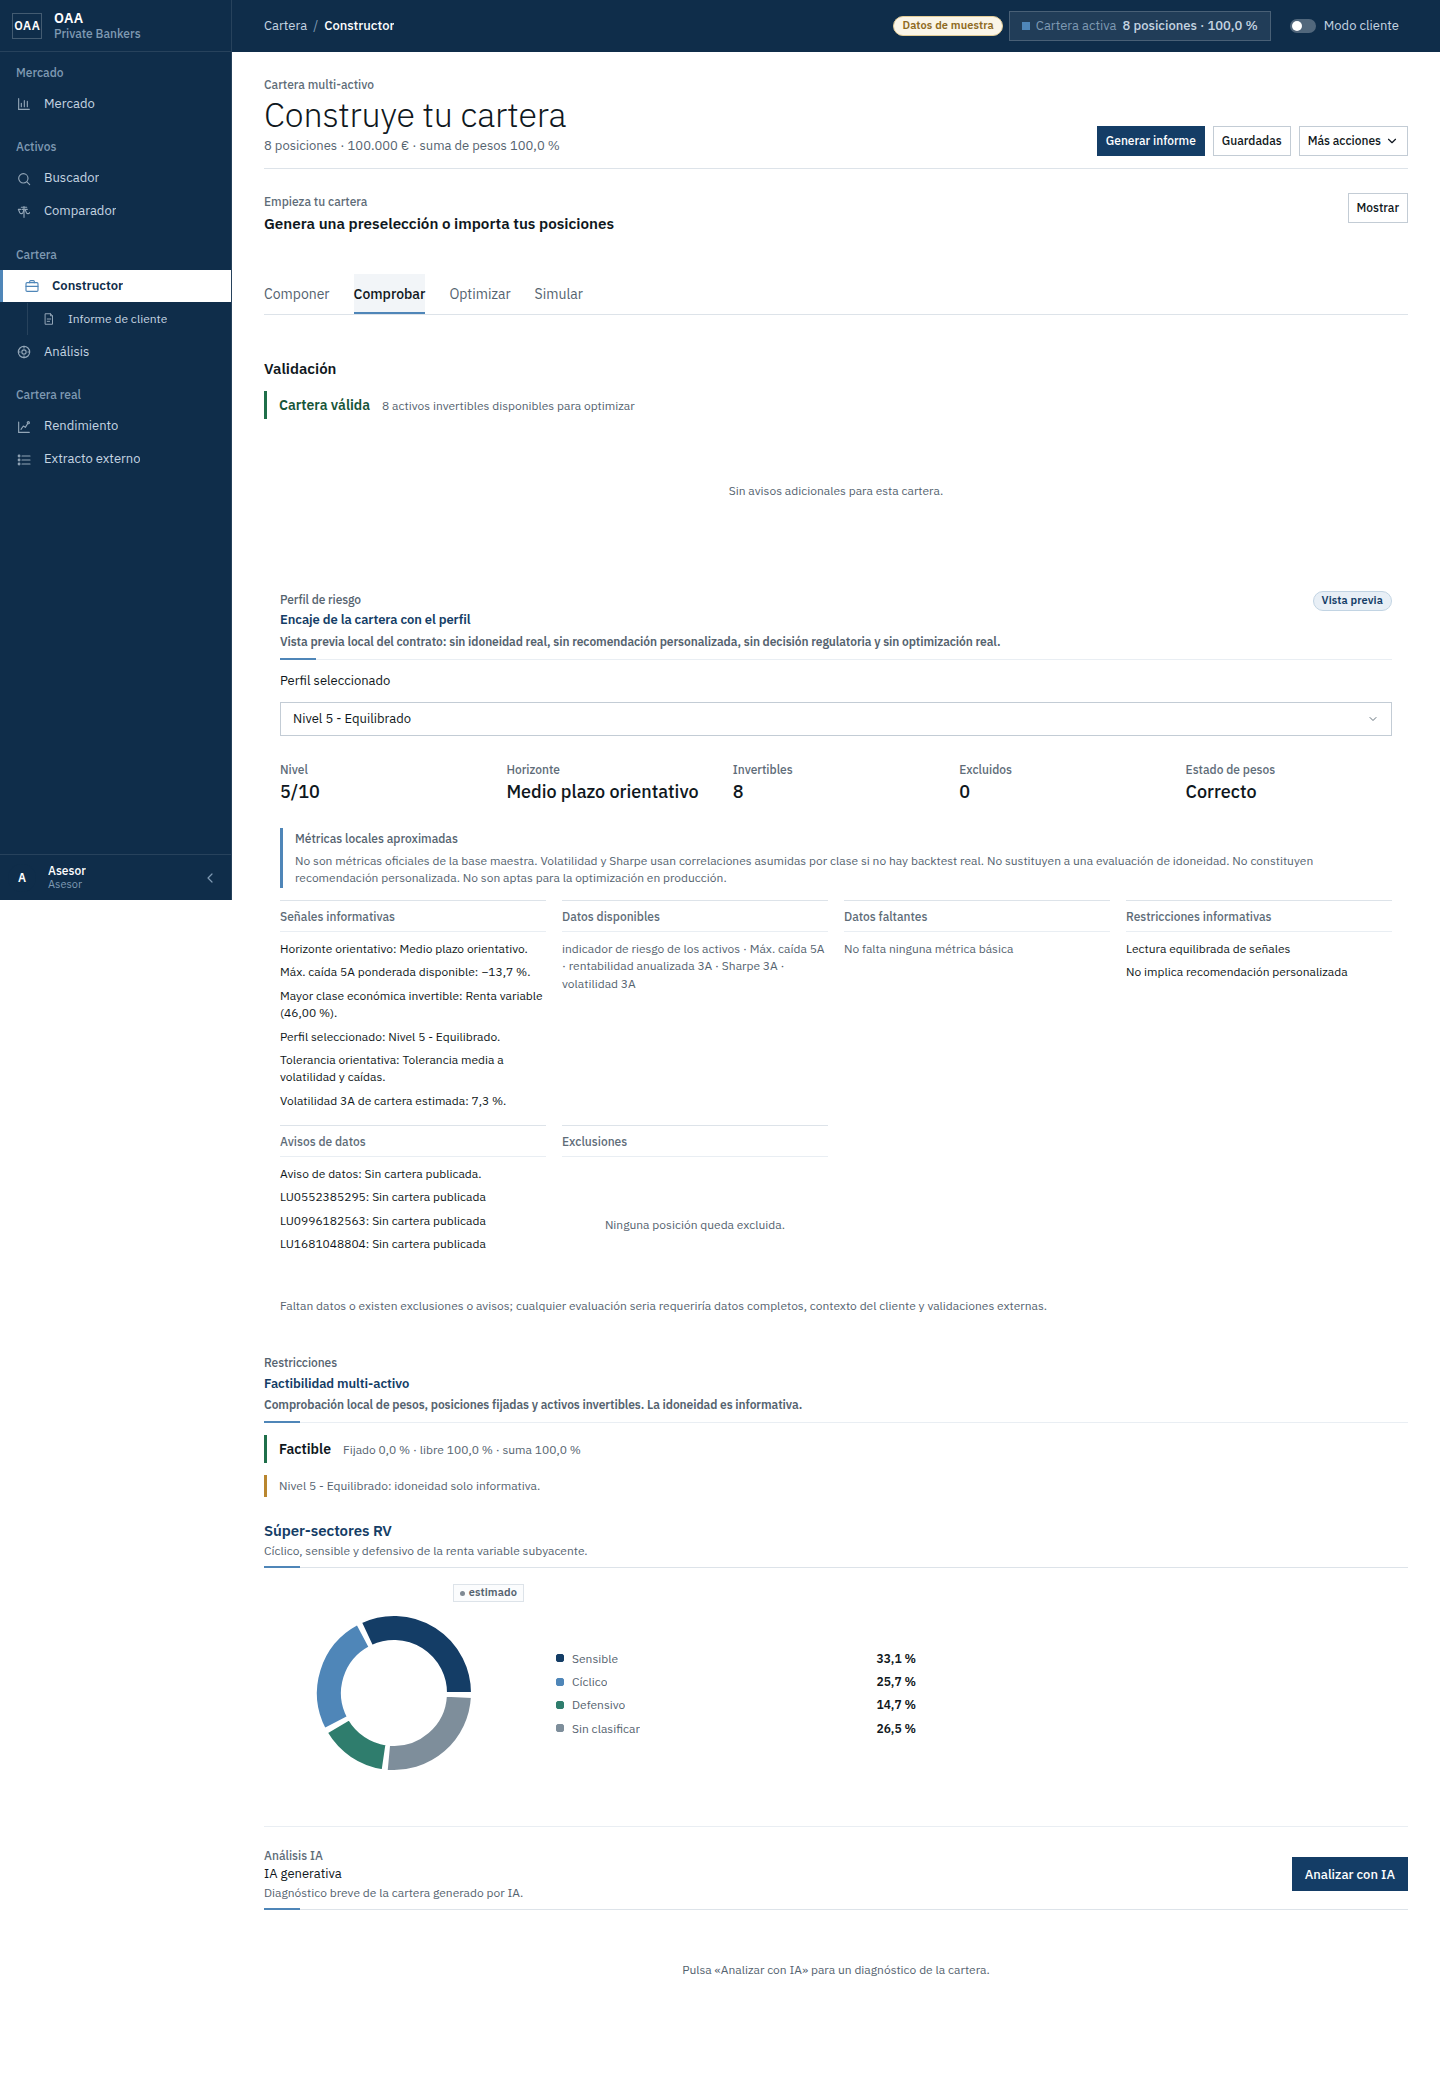 OAA
OAA
Private Bankers
Mercado
Mercado
Activos
Buscador
Comparador
Cartera
Constructor
Informe de cliente
Análisis
Cartera real
Rendimiento
Extracto externo
A
Asesor
Asesor
Cartera / Constructor
Datos de muestra
Cartera activa 8 posiciones · 100,0 %
Modo cliente
Cartera multi-activo
Construye tu cartera
8 posiciones · 100.000 € · suma de pesos 100,0 %
Generar informe
Guardadas
Más acciones
Empieza tu cartera
Genera una preselección o importa tus posiciones
Mostrar
Componer
Comprobar
Optimizar
Simular
Validación
Cartera válida 8 activos invertibles disponibles para optimizar
Sin avisos adicionales para esta cartera.
Perfil de riesgo
Vista previa
Encaje de la cartera con el perfil
Vista previa local del contrato: sin idoneidad real, sin recomendación personalizada, sin decisión regulatoria y sin optimización real.
Perfil seleccionado
Nivel 5 - Equilibrado
Nivel
5/10
Horizonte
Medio plazo orientativo
Invertibles
8
Excluidos
0
Estado de pesos
Correcto
Métricas locales aproximadas
No son métricas oficiales de la base maestra. Volatilidad y Sharpe usan correlaciones asumidas por clase si no hay backtest real. No sustituyen a una evaluación de idoneidad. No constituyen
recomendación personalizada. No son aptas para la optimización en producción.
Señales informativas
Horizonte orientativo: Medio plazo orientativo.
Máx. caída 5A ponderada disponible: −13,7 %.
Mayor clase económica invertible: Renta variable
(46,00 %).
Perfil seleccionado: Nivel 5 - Equilibrado.
Tolerancia orientativa: Tolerancia media a
volatilidad y caídas.
Volatilidad 3A de cartera estimada: 7,3 %.
Datos disponibles
indicador de riesgo de los activos · Máx. caída 5A
· rentabilidad anualizada 3A · Sharpe 3A ·
volatilidad 3A
Datos faltantes
No falta ninguna métrica básica
Restricciones informativas
Lectura equilibrada de señales
No implica recomendación personalizada
Avisos de datos
Aviso de datos: Sin cartera publicada.
LU0552385295: Sin cartera publicada
LU0996182563: Sin cartera publicada
LU1681048804: Sin cartera publicada
Exclusiones
Ninguna posición queda excluida.
Faltan datos o existen exclusiones o avisos; cualquier evaluación seria requeriría datos completos, contexto del cliente y validaciones externas.
Restricciones
Factibilidad multi-activo
Comprobación local de pesos, posiciones fijadas y activos invertibles. La idoneidad es informativa.
Factible Fijado 0,0 % · libre 100,0 % · suma 100,0 %
Nivel 5 - Equilibrado: idoneidad solo informativa.
Súper-sectores RV
Cíclico, sensible y defensivo de la renta variable subyacente.
estimado
Sensible 33,1 %
Cíclico 25,7 %
Defensivo 14,7 %
Sin clasificar 26,5 %
Análisis IA
IA generativa
Diagnóstico breve de la cartera generado por IA.
Analizar con IA
Pulsa «Analizar con IA» para un diagnóstico de la cartera.